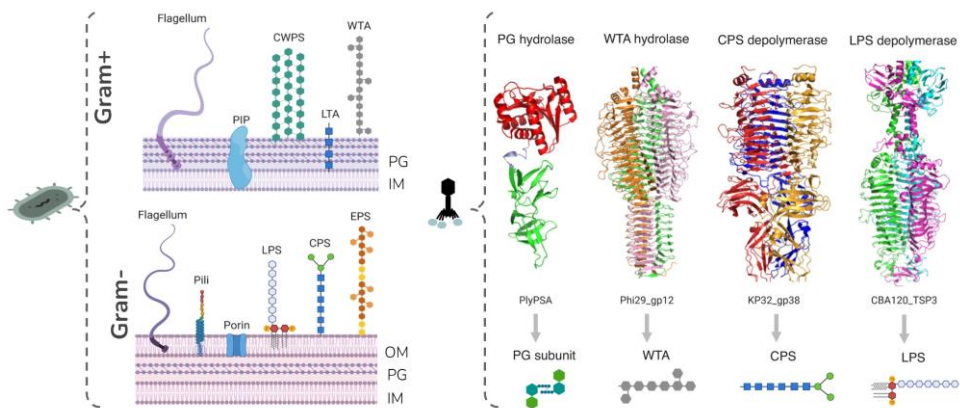 Gram+
Flagellum
PIP
CWPS
LTA
WTA
PG
IM
Gram-
Flagellum
Pili
Porin
LPS
CPS
EPS
OM
PG
IM
PG hydrolase
WTA hydrolase
CPS depolymerase
LPS depolymerase
PlyPSA
Phi29_gp12
KP32_gp38
CBA120_TSP3
PG subunit
WTA
CPS
LPS